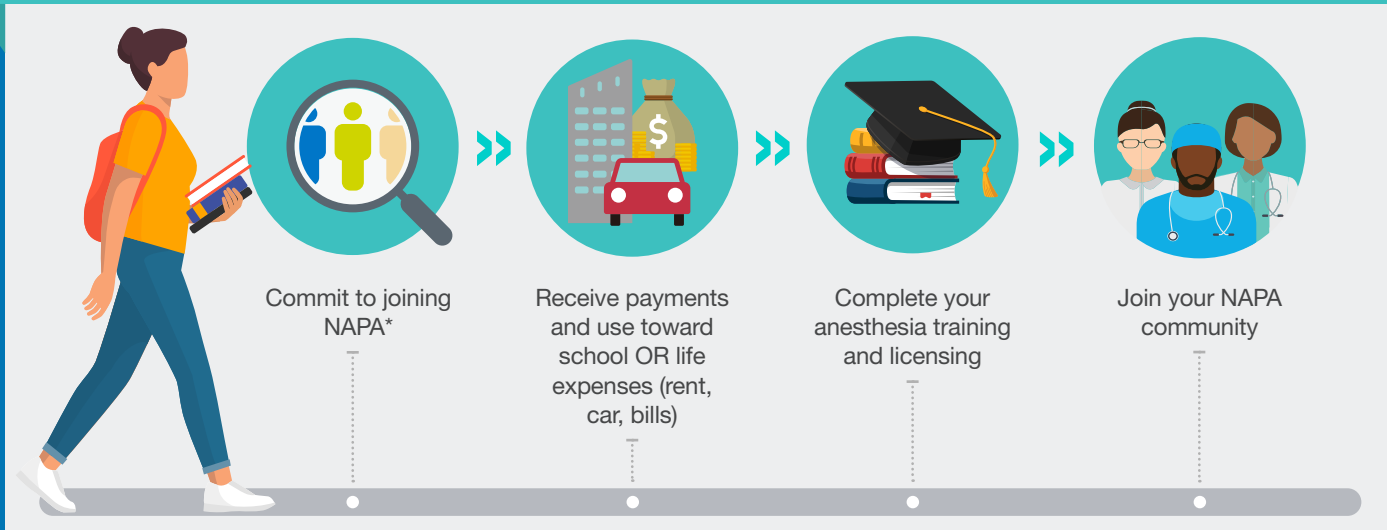 $
Commit to joining
NAPA*
Receive payments
and use toward
school OR life
expenses (rent,
car, bills)
Complete your
anesthesia training
and licensing
Join your NAPA
community